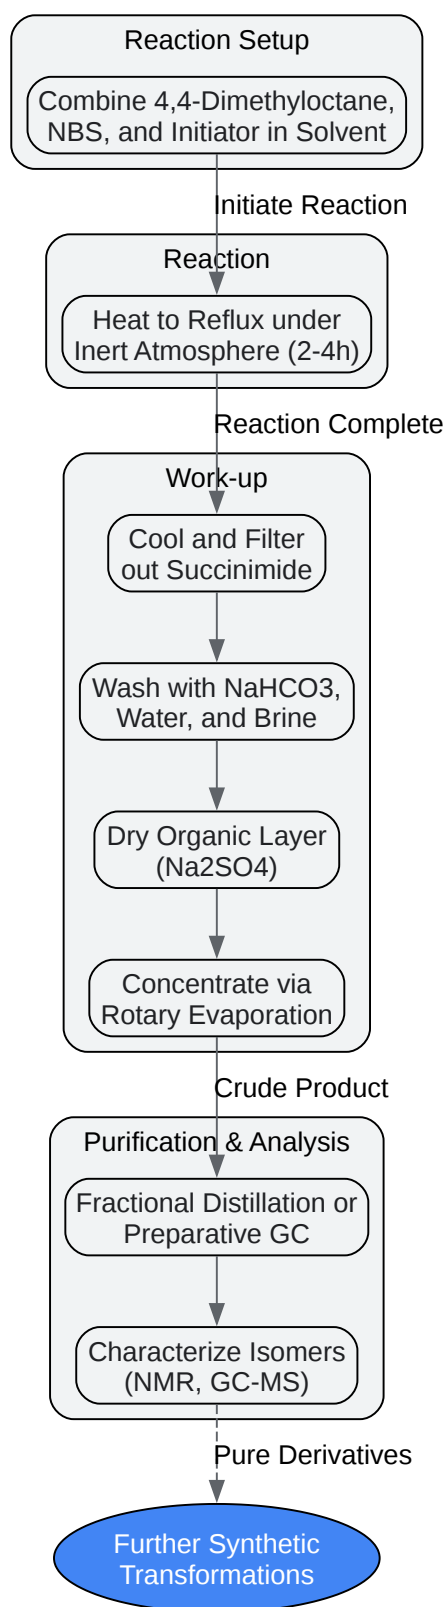 Reaction Setup
Combine 4,4-Dimethyloctane,
NBS, and Initiator in Solvent
Initiate Reaction
Reaction
Heat to Reflux under
Inert Atmosphere (2-4h)
Reaction Complete
Work-up
Cool and Filter
out Succinimide
Wash with NaHCO3,
Water, and Brine
Dry Organic Layer
(Na2SO4)
Concentrate via
Rotary Evaporation
Crude Product
Purification & Analysis
Fractional Distillation or
Preparative GC
Characterize Isomers
(NMR, GC-MS)
Pure Derivatives
Further Synthetic
Transformations